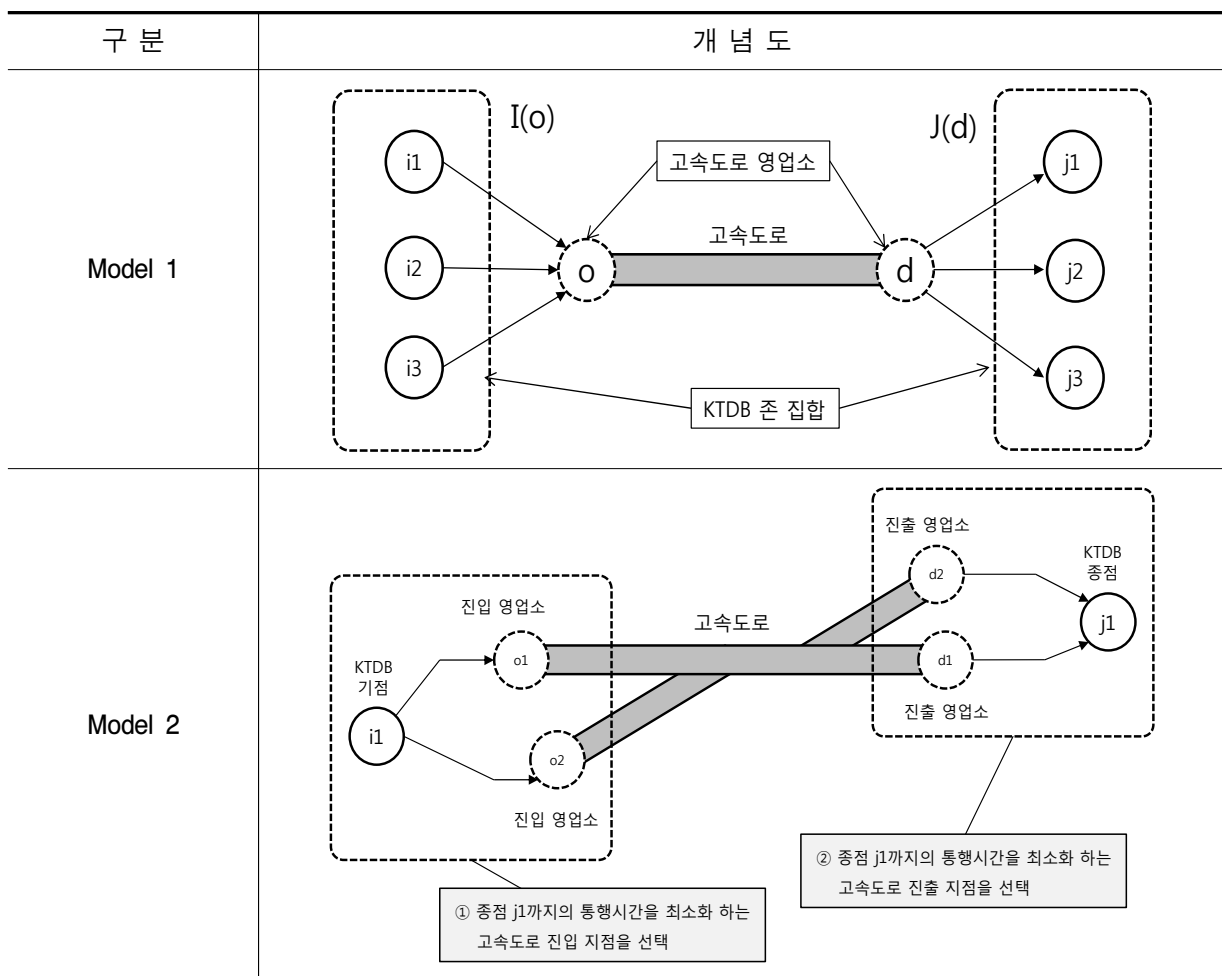 구 분
개 념 도
Model 1
I(o)
J(d)
i1
고속도로 영업소
j1
고속도로
i2
o
d
j2
i3
j3
KTDB 존 집합
Model 2
진출 영업소
d2
KTDB
종점
j1
진입 영업소
고속도로
o1
d1
KTDB
기점
i1
진출 영업소
o2
진입 영업소
② 종점 j1까지의 통행시간을 최소화 하는
고속도로 진출 지점을 선택
① 종점 j1까지의 통행시간을 최소화 하는
고속도로 진입 지점을 선택